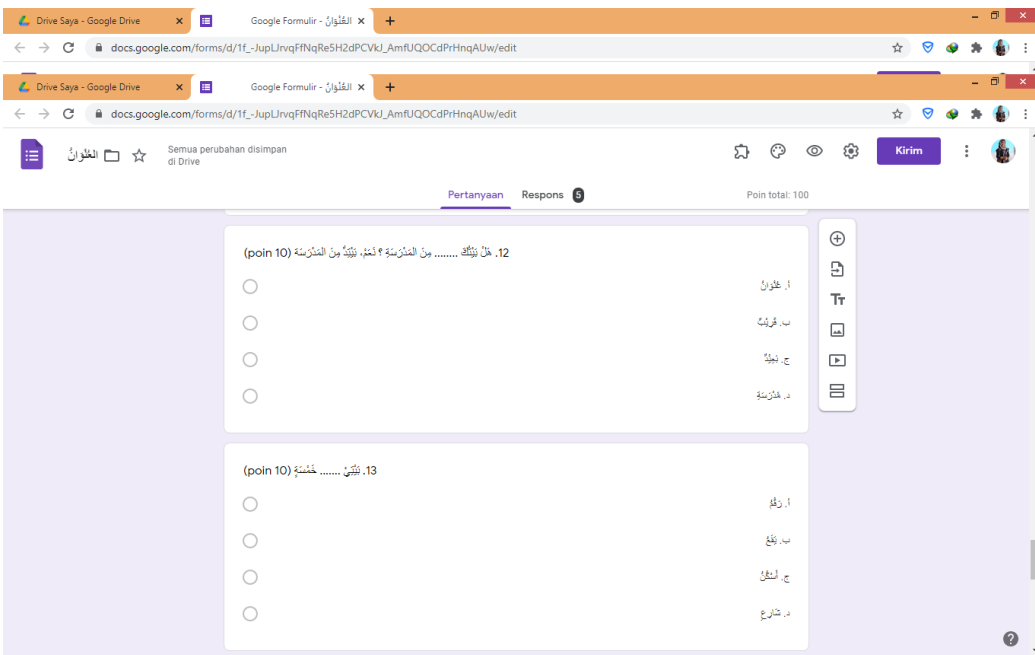 Drive Saya - Google Drive
العُنْوَانُ - Google Formulir
docs.google.com/forms/d/1f_-JupLJrvqFfNqRe5H2dPCVkJ_AmfUQOCdPrHnqAUw/edit
Drive Saya - Google Drive
العُنْوَانُ - Google Formulir
docs.google.com/forms/d/1f_-JupLJrvqFfNqRe5H2dPCVkJ_AmfUQOCdPrHnqAUw/edit
العُنْوَانُ
Semua perubahan disimpan
di Drive
Kirim
Pertanyaan
Respons 5
Poin total: 100
12. هَلْ بَيْتُكَ ........ مِنَ الْمَدْرَسَةِ ؟ نَعَمْ، مِنَ الْمَدْرَسَة (10 poin)
أ. عُنْوَانُ
ب. قَرِيْبٌ
ج. بَعِيْدٌ
د. مَدْرَسَةِ
13. بَيْتِيْ ....... خَمْسَةٍ (10 poin)
أ. رَقْمُ
ب. يَقَعُ
ج. أَسْكُنُ
د. شَارِعِ